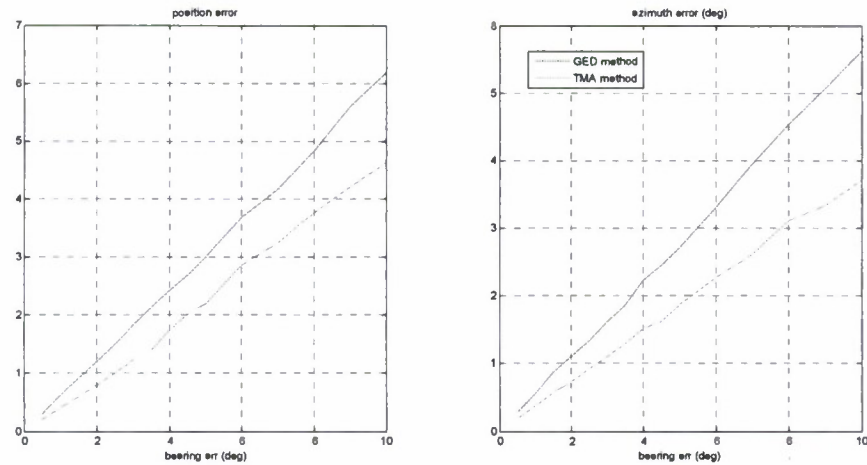 position error
7
6
5
4
3
2
1
0
0 2 4 6 8 10
bearing err (deg)
azimuth error (deg)
GED method
TMA method
6
5
4
3
2
1
0
0 2 4 6 8 10
bearing err (deg)